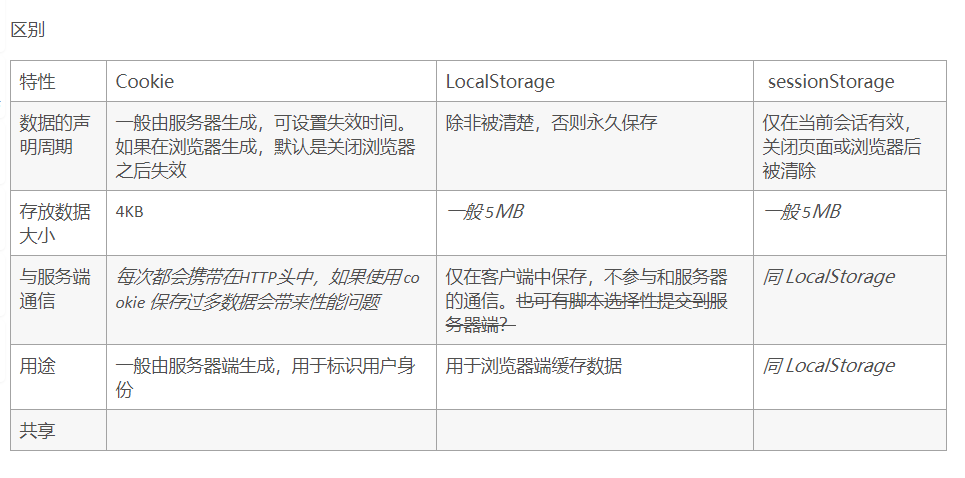 区别
特性 Cookie LocalStorage sessionStorage
数据的声明周期
一般由服务器生成，可设置失效时间。
如果在浏览器生成，默认是关闭浏览器
之后失效
除非被清楚，否则永久保存
仅在当前会话有效，
关闭页面或浏览器后
被清除
存放数据
大小
4KB
一般5MB
一般5MB
与服务端
通信
每次都会携带在HTTP头中，如果使用co
okie 保存过多数据会带来性能问题
仅在客户端中保存，不参与和服务器
的通信。也可有脚本选择性提交到服
务器端？
同 LocalStorage
用途
一般由服务器端生成，用于标识用户身
份
用于浏览器端缓存数据
同 LocalStorage
共享